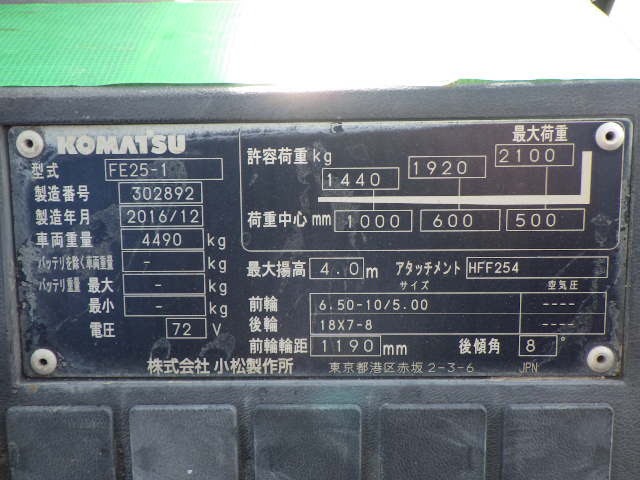 KOMATSU
型式 FE25-1
製造番号 302892
製造年月 2016/12
車両重量 4490 kg
バッテリを除く車両重量 - kg
バッテリ重量 最大 - kg
最小 - kg
電圧 72 V
最大荷重
許容荷重 kg 1440 1920 2100
荷重中心 mm 1000 600 500
最大揚高 4.0 m アタッチメント HFF254
サイズ 空気圧
前輪 6.50-10/5.00 ----
後輪 18X7-8 ----
前輪輪距 1190 mm 後傾角 8 °
株式会社 小松製作所 東京都港区赤坂 2-3-6 JPN